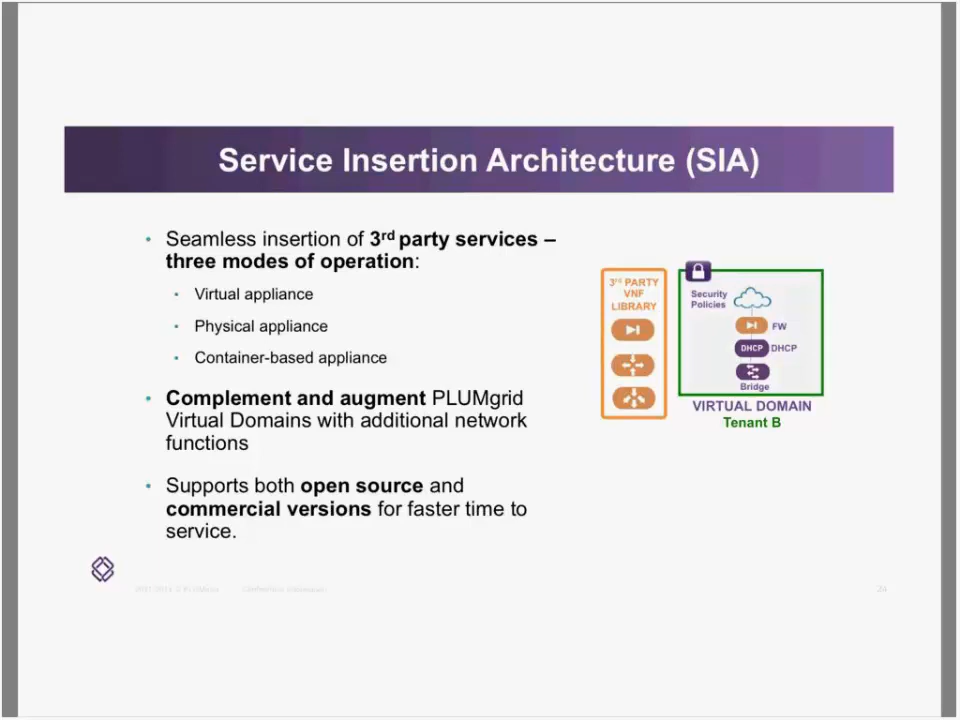 Service Insertion Architecture (SIA)
• Seamless insertion of 3rd party services –
three modes of operation:
• Virtual appliance
• Physical appliance
• Container-based appliance
• Complement and augment PLUMgrid
Virtual Domains with additional network
functions
• Supports both open source and
commercial versions for faster time to
service.
3rd PARTY
VNF
LIBRARY
Security
Policies
FW
DHCP DHCP
Bridge
VIRTUAL DOMAIN
Tenant B
24